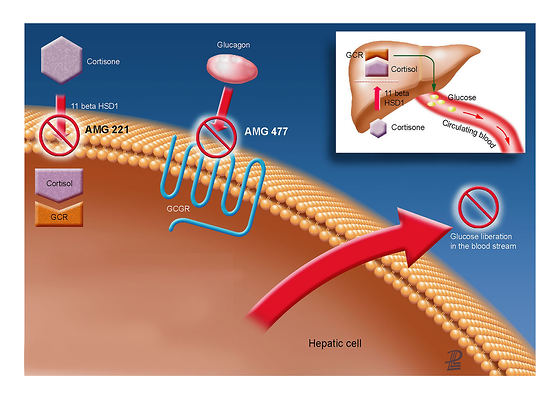 Cortisone
11 beta HSD1
AMG 221
Cortisol
GCR
Glucagon
AMG 477
GCGR
GCR
Cortisol
11 beta
HSD1
Cortisone
Glucose
Circulating blood
Glucose liberation
in the blood stream
Hepatic cell